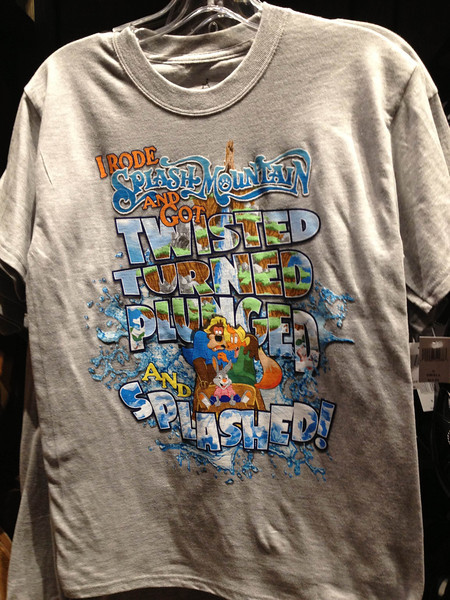 I RODE
SPLASH MOUNTAIN
AND
GOT
TWISTED
TURNED
PLUNGED
AND
SPLASHED!